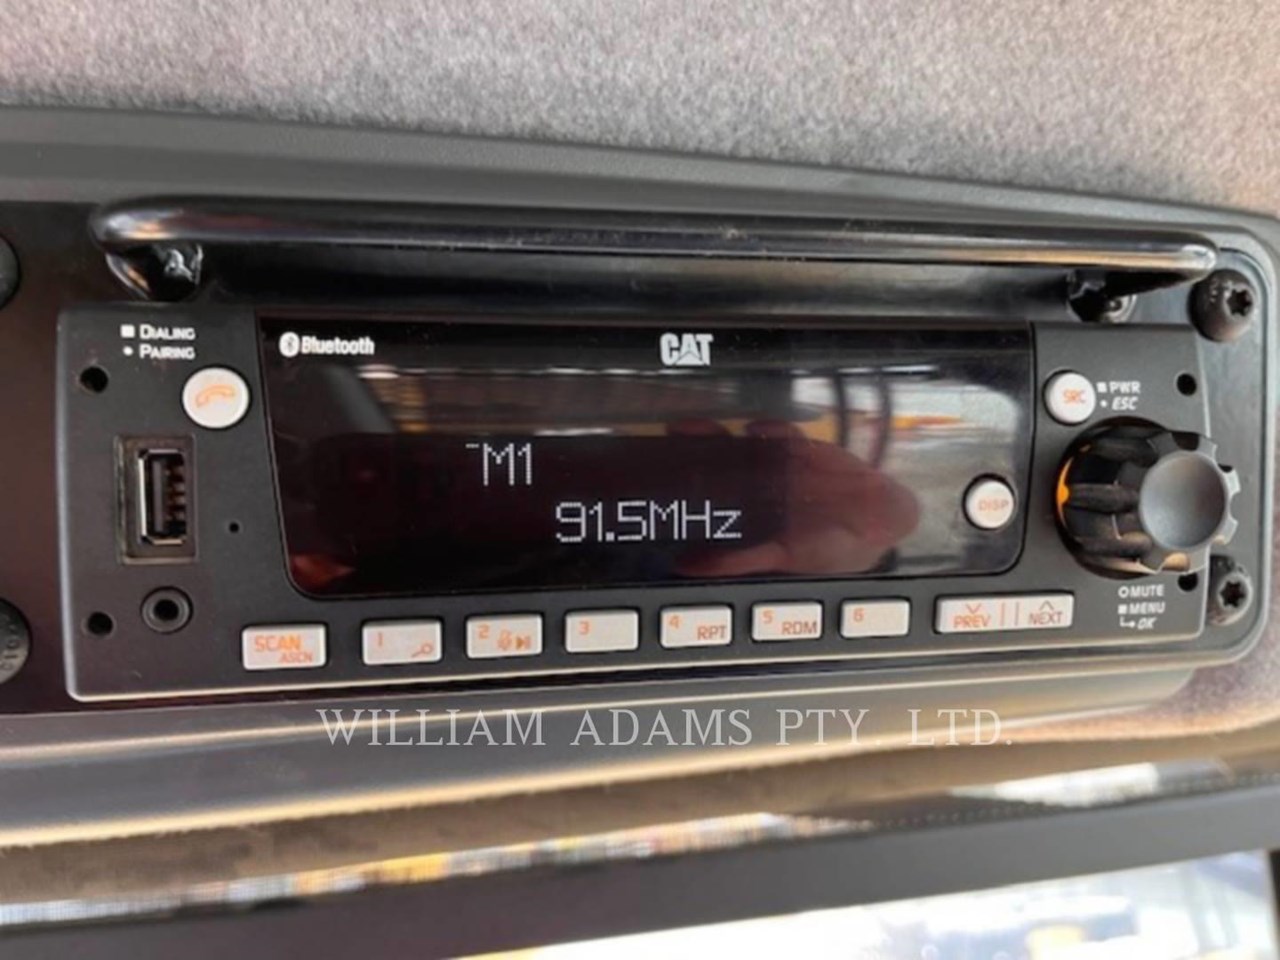 DIALING
PAIRING
Bluetooth
CAT
SRC
PWR
ESC
M1
91.5MHz
DISP
MUTE
MENU
OK
SCAN
ASCN
1
2
3
4 RPT
5 RDM
6
PREV
NEXT
WILLIAM ADAMS PTY. LTD.